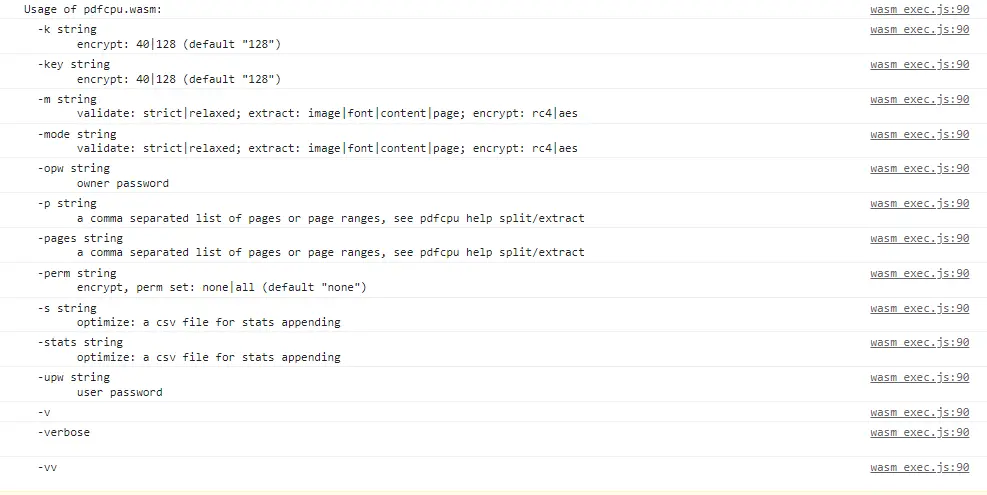 Usage of pdfcpu.wasm: wasm_exec.js:90
-k string wasm_exec.js:90
encrypt: 40|128 (default "128")
-key string wasm_exec.js:90
encrypt: 40|128 (default "128")
-m string wasm_exec.js:90
validate: strict|relaxed; extract: image|font|content|page; encrypt: rc4|aes
-mode string wasm_exec.js:90
validate: strict|relaxed; extract: image|font|content|page; encrypt: rc4|aes
-opw string wasm_exec.js:90
owner password
-p string wasm_exec.js:90
a comma separated list of pages or page ranges, see pdfcpu help split/extract
-pages string wasm_exec.js:90
a comma separated list of pages or page ranges, see pdfcpu help split/extract
-perm string wasm_exec.js:90
encrypt, perm set: none|all (default "none")
-s string wasm_exec.js:90
optimize: a csv file for stats appending
-stats string wasm_exec.js:90
optimize: a csv file for stats appending
-upw string wasm_exec.js:90
user password
-v wasm_exec.js:90
-verbose wasm_exec.js:90
-vv wasm_exec.js:90